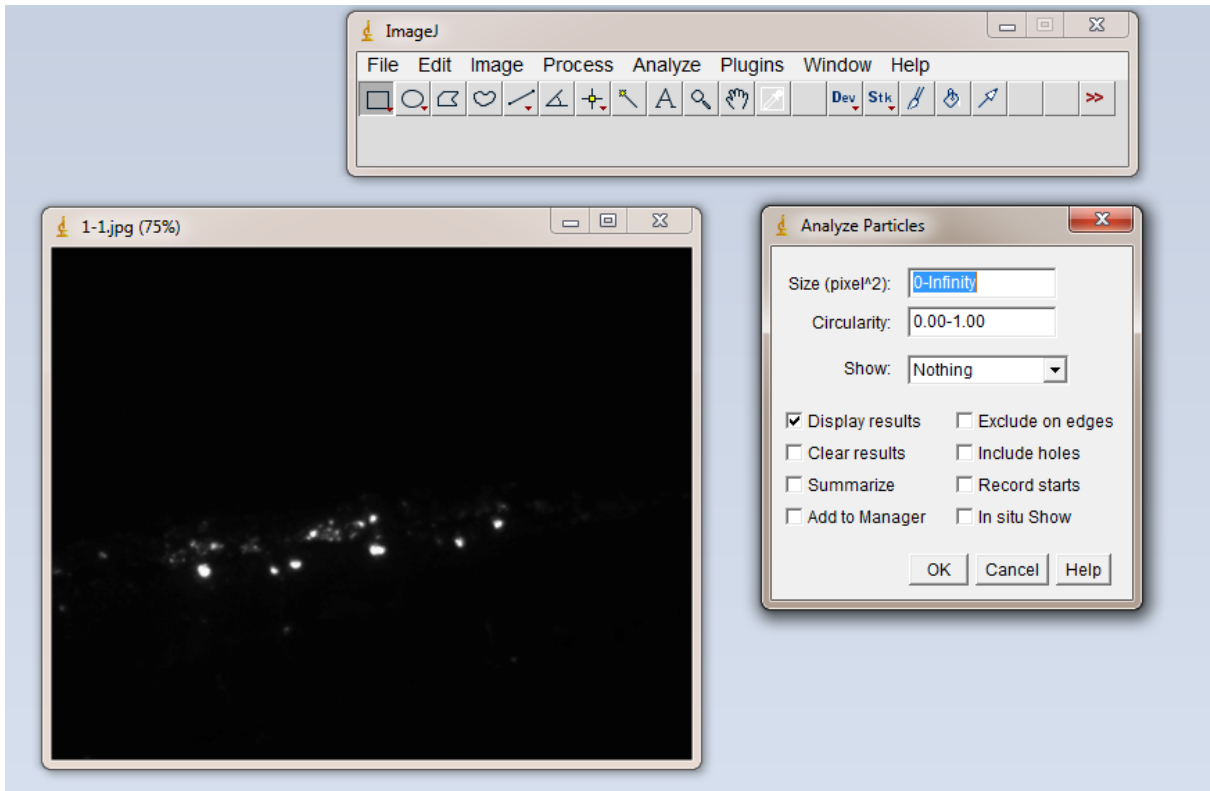 ImageJ
File Edit Image Process Analyze Plugins Window Help
A Dev Stk >>
1-1.jpg (75%)
Analyze Particles
Size (pixel^2): 0-Infinity
Circularity: 0.00-1.00
Show: Nothing
Display results Exclude on edges
Clear results Include holes
Summarize Record starts
Add to Manager In situ Show
OK Cancel Help